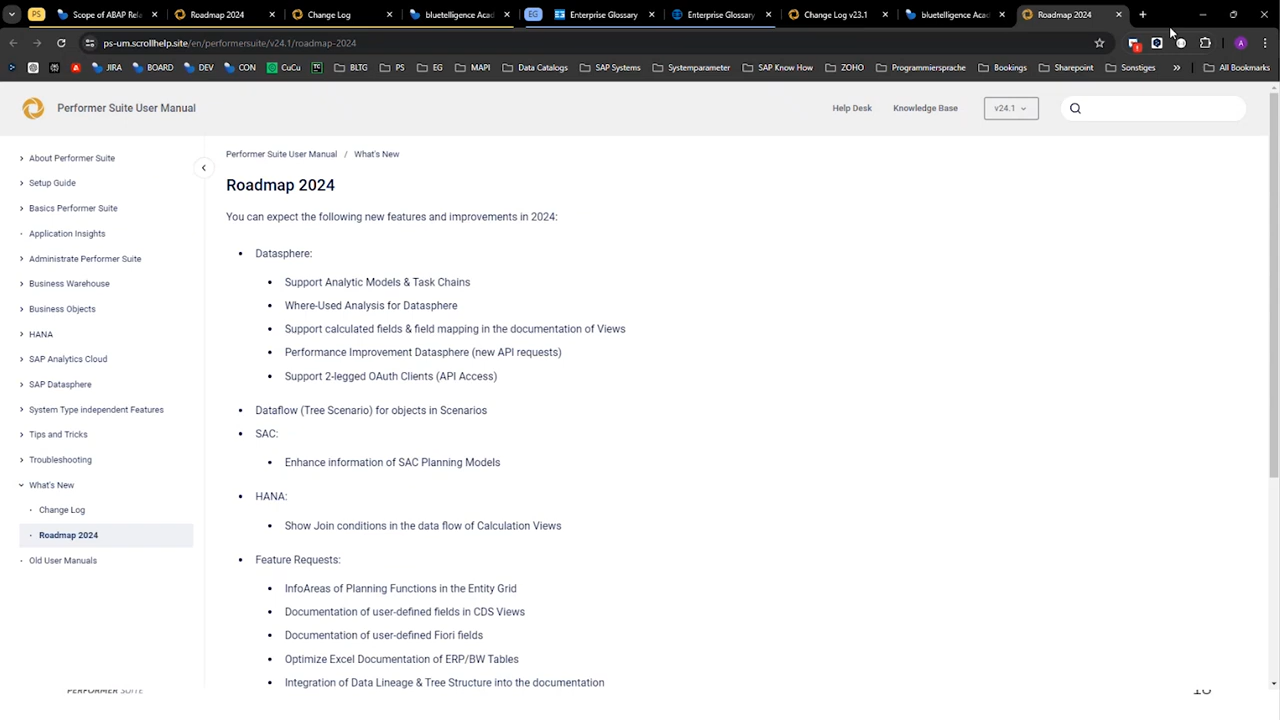 PS
Scope of ABAP Rela
Roadmap 2024
Change Log
bluetelligence Acad
EG
Enterprise Glossary
Enterprise Glossary
Change Log v23.1
bluetelligence Acad
Roadmap 2024
ps-um.scrollhelp.site/en/performersuite/v24.1/roadmap-2024
A
JIRA
BOARD
DEV
CON
CuCu
TC
BLTG
PS
EG
MAPI
Data Catalogs
SAP Systems
Systemparameter
SAP Know How
ZOHO
Programmiersprache
Bookings
Sharepoint
Sonstiges
»
All Bookmarks
Performer Suite User Manual
Help Desk
Knowledge Base
v24.1
About Performer Suite
Setup Guide
Basics Performer Suite
Application Insights
Administrate Performer Suite
Business Warehouse
Business Objects
HANA
SAP Analytics Cloud
SAP Datasphere
System Type independent Features
Tips and Tricks
Troubleshooting
What's New
Change Log
Roadmap 2024
Old User Manuals
Performer Suite User Manual / What's New
Roadmap 2024
You can expect the following new features and improvements in 2024:
• Datasphere:
• Support Analytic Models & Task Chains
• Where-Used Analysis for Datasphere
• Support calculated fields & field mapping in the documentation of Views
• Performance Improvement Datasphere (new API requests)
• Support 2-legged OAuth Clients (API Access)
• Dataflow (Tree Scenario) for objects in Scenarios
• SAC:
• Enhance information of SAC Planning Models
• HANA:
• Show Join conditions in the data flow of Calculation Views
• Feature Requests:
• InfoAreas of Planning Functions in the Entity Grid
• Documentation of user-defined fields in CDS Views
• Documentation of user-defined Fiori fields
• Optimize Excel Documentation of ERP/BW Tables
• Integration of Data Lineage & Tree Structure into the documentation
PERFORMER SUITE